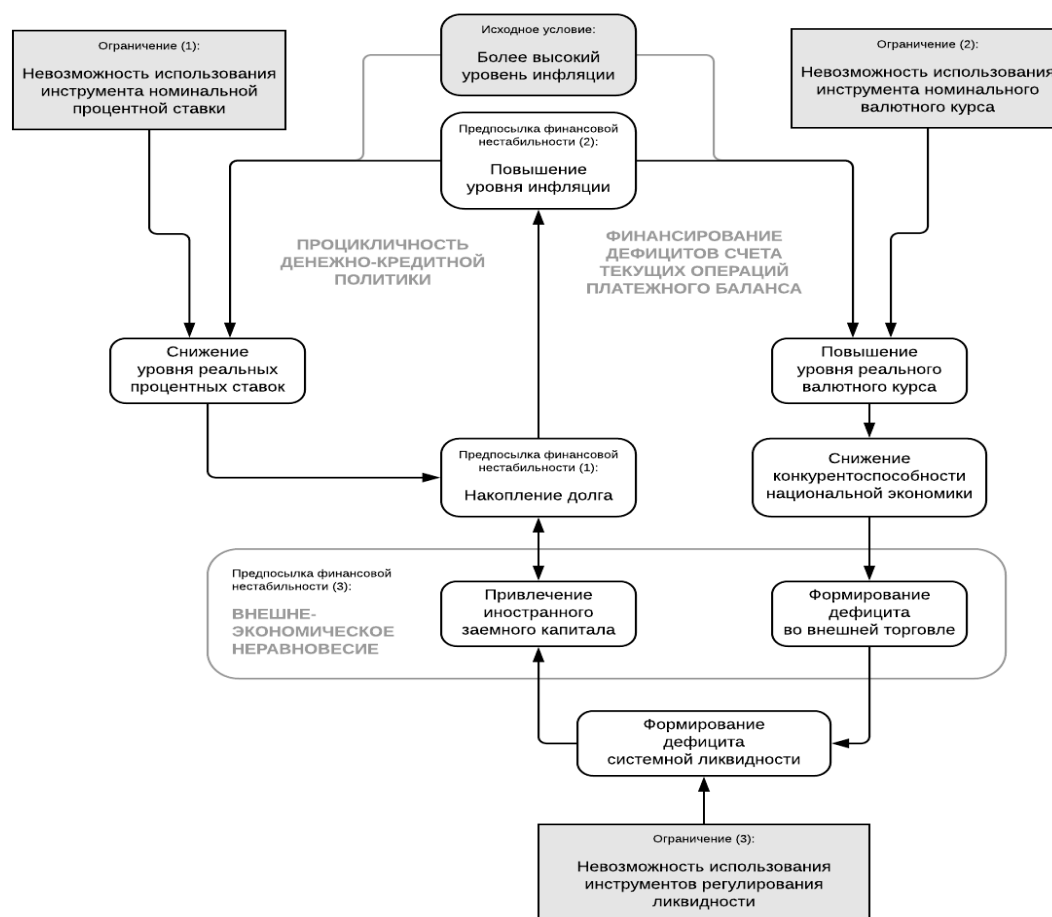 Исходное условие:
Более высокий
уровень инфляции
Ограничение (1):
Невозможность использования
инструмента номинальной
процентной ставки
Ограничение (2):
Невозможность использования
инструмента номинального
валютного курса
Предпосылка финансовой
нестабильности (2):
Повышение
уровня инфляции
ПРОЦИКЛИЧНОСТЬ
ДЕНЕЖНО-КРЕДИТНОЙ
ПОЛИТИКИ
ФИНАНСИРОВАНИЕ
ДЕФИЦИТОВ СЧЕТА
ТЕКУЩИХ ОПЕРАЦИЙ
ПЛАТЕЖНОГО БАЛАНСА
Снижение
уровня реальных
процентных ставок
Повышение
уровня реального
валютного курса
Предпосылка финансовой
нестабильности (1):
Накопление долга
Снижение
конкурентоспособности
национальной экономики
Предпосылка финансовой
нестабильности (3):
ВНЕШНЕ-
ЭКОНОМИЧЕСКОЕ
НЕРАВНОВЕСИЕ
Привлечение
иностранного
заемного капитала
Формирование
дефицита
во внешней торговле
Формирование
дефицита
системной ликвидности
Ограничение (3):
Невозможность использования
инструментов регулирования
ликвидности